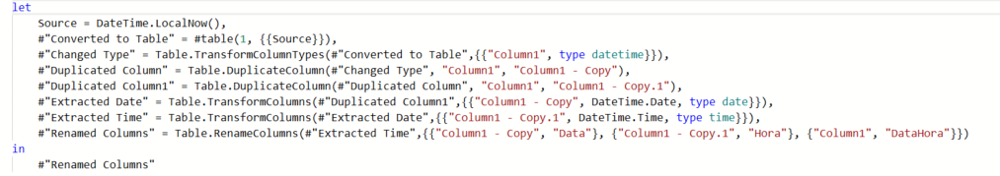 let
    Source = DateTime.LocalNow(),
    #"Converted to Table" = #table(1, {{Source}}),
    #"Changed Type" = Table.TransformColumnTypes(#"Converted to Table",{{"Column1", type datetime}}),
    #"Duplicated Column" = Table.DuplicateColumn(#"Changed Type", "Column1", "Column1 - Copy"),
    #"Duplicated Column1" = Table.DuplicateColumn(#"Duplicated Column", "Column1", "Column1 - Copy.1"),
    #"Extracted Date" = Table.TransformColumns(#"Duplicated Column1",{{"Column1 - Copy", DateTime.Date, type date}}),
    #"Extracted Time" = Table.TransformColumns(#"Extracted Date",{{"Column1 - Copy.1", DateTime.Time, type time}}),
    #"Renamed Columns" = Table.RenameColumns(#"Extracted Time",{{"Column1 - Copy", "Data"}, {"Column1 - Copy.1", "Hora"}, {"Column1", "DataHora"}})
in
    #"Renamed Columns"